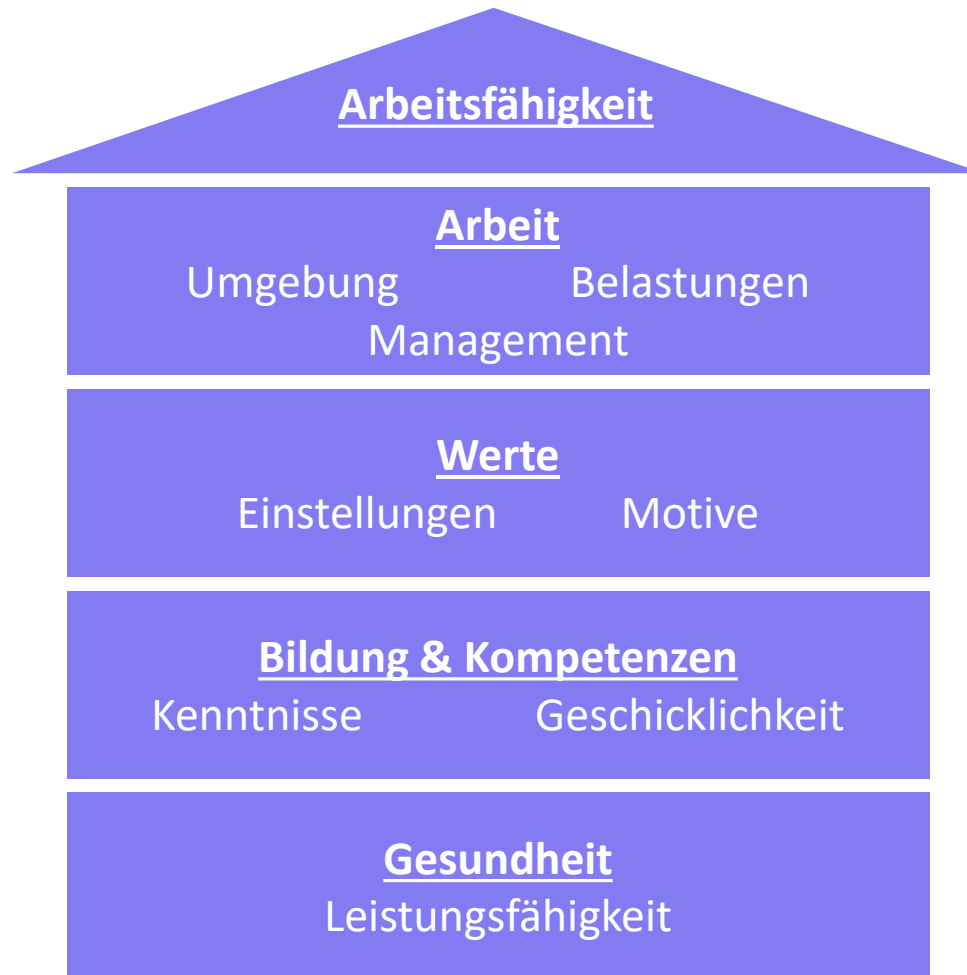 Arbeitsfähigkeit
Arbeit
Umgebung Belastungen
Management
Werte
Einstellungen Motive
Bildung & Kompetenzen
Kenntnisse Geschicklichkeit
Gesundheit
Leistungsfähigkeit